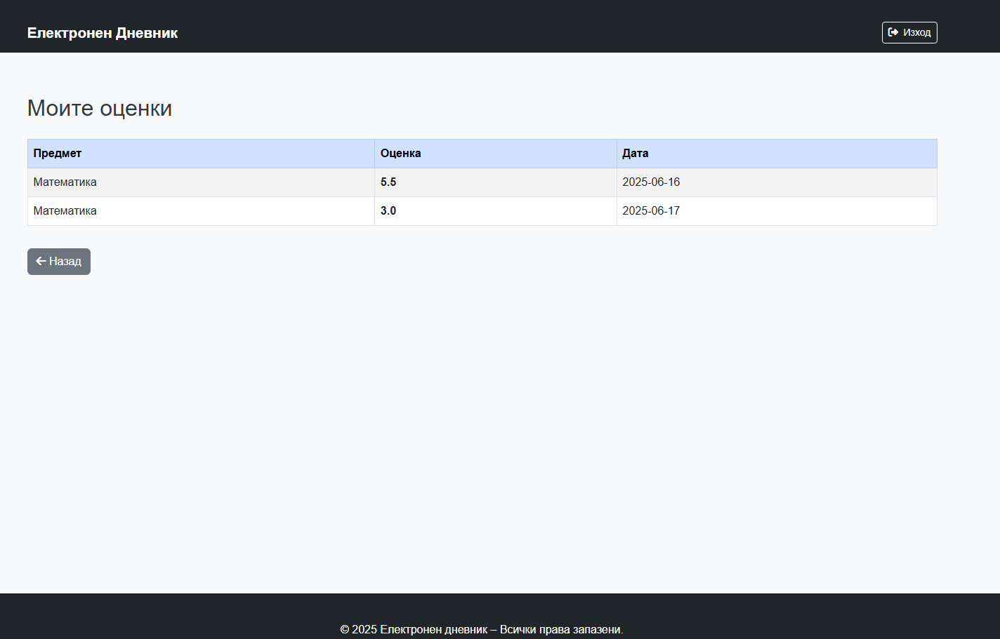 Електронен Дневник
Изход
Моите оценки
Предмет Оценка Дата
Математика 5.5 2025-06-16
Математика 3.0 2025-06-17
Назад
© 2025 Електронен дневник – Всички права запазени.